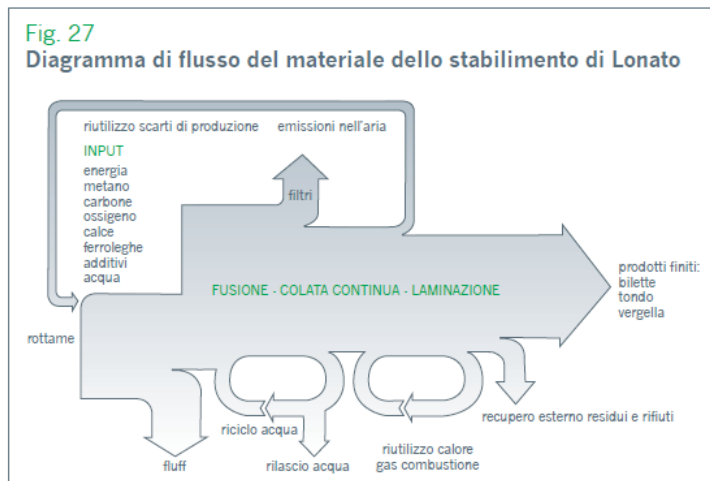 Fig. 27
Diagramma di flusso del materiale dello stabilimento di Lonato
riutilizzo scarti di produzione
emissioni nell'aria
INPUT
energia
metano
carbone
ossigeno
calce
ferroleghe
additivi
acqua
filtri
FUSIONE - COLATA CONTINUA - LAMINAZIONE
prodotti finiti:
bilette
tondo
vergella
rottame
recupero esterno residui e rifiuti
riciclo acqua
riutilizzo calore
gas combustione
fluff
rilascio acqua